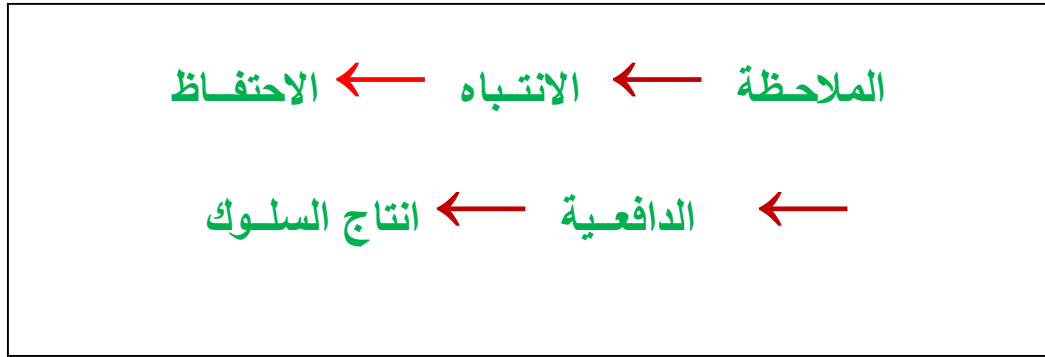 الملاحظة ← الانتباه ← الاحتفاظ
← الدافعية ← انتاج السلوك